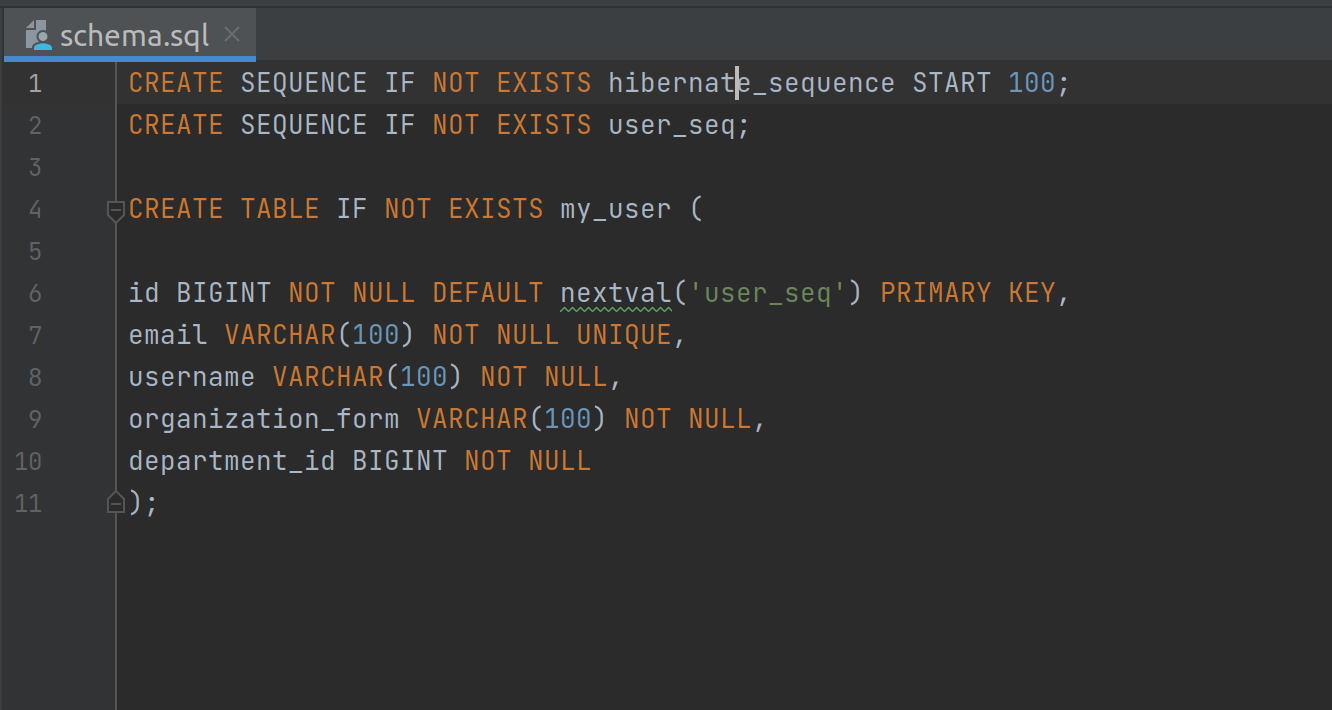 schema.sql
1 CREATE SEQUENCE IF NOT EXISTS hibernate_sequence START 100;
2 CREATE SEQUENCE IF NOT EXISTS user_seq;
3
4 CREATE TABLE IF NOT EXISTS my_user (
5
6 id BIGINT NOT NULL DEFAULT nextval('user_seq') PRIMARY KEY,
7 email VARCHAR(100) NOT NULL UNIQUE,
8 username VARCHAR(100) NOT NULL,
9 organization_form VARCHAR(100) NOT NULL,
10 department_id BIGINT NOT NULL
11 );